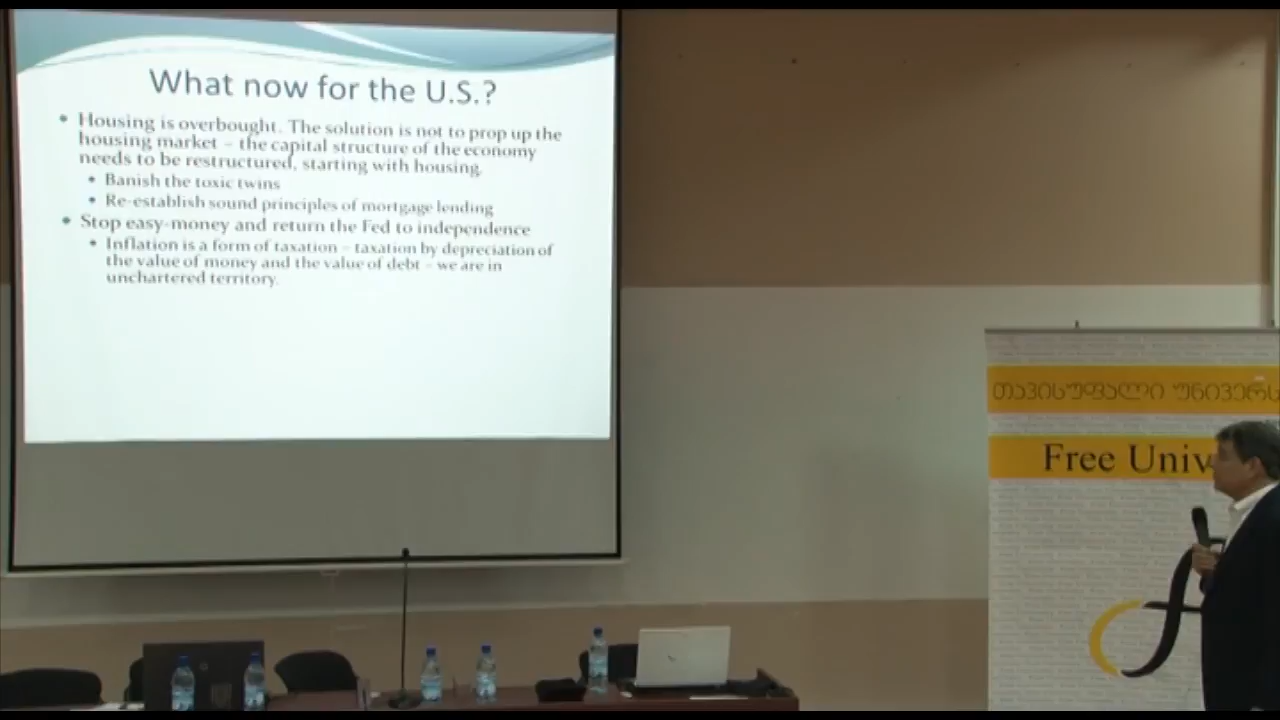 What now for the U.S.?
• Housing is overbought. The solution is not to prop up the
housing market – the capital structure of the economy
needs to be restructured, starting with housing.
• Banish the toxic twins
• Re-establish sound principles of mortgage lending
• Stop easy-money and return the Fed to independence
• Inflation is a form of taxation – taxation by depreciation of
the value of money and the value of debt – we are in
unchartered territory.
თავისუფალი უნივერს
Free Univ